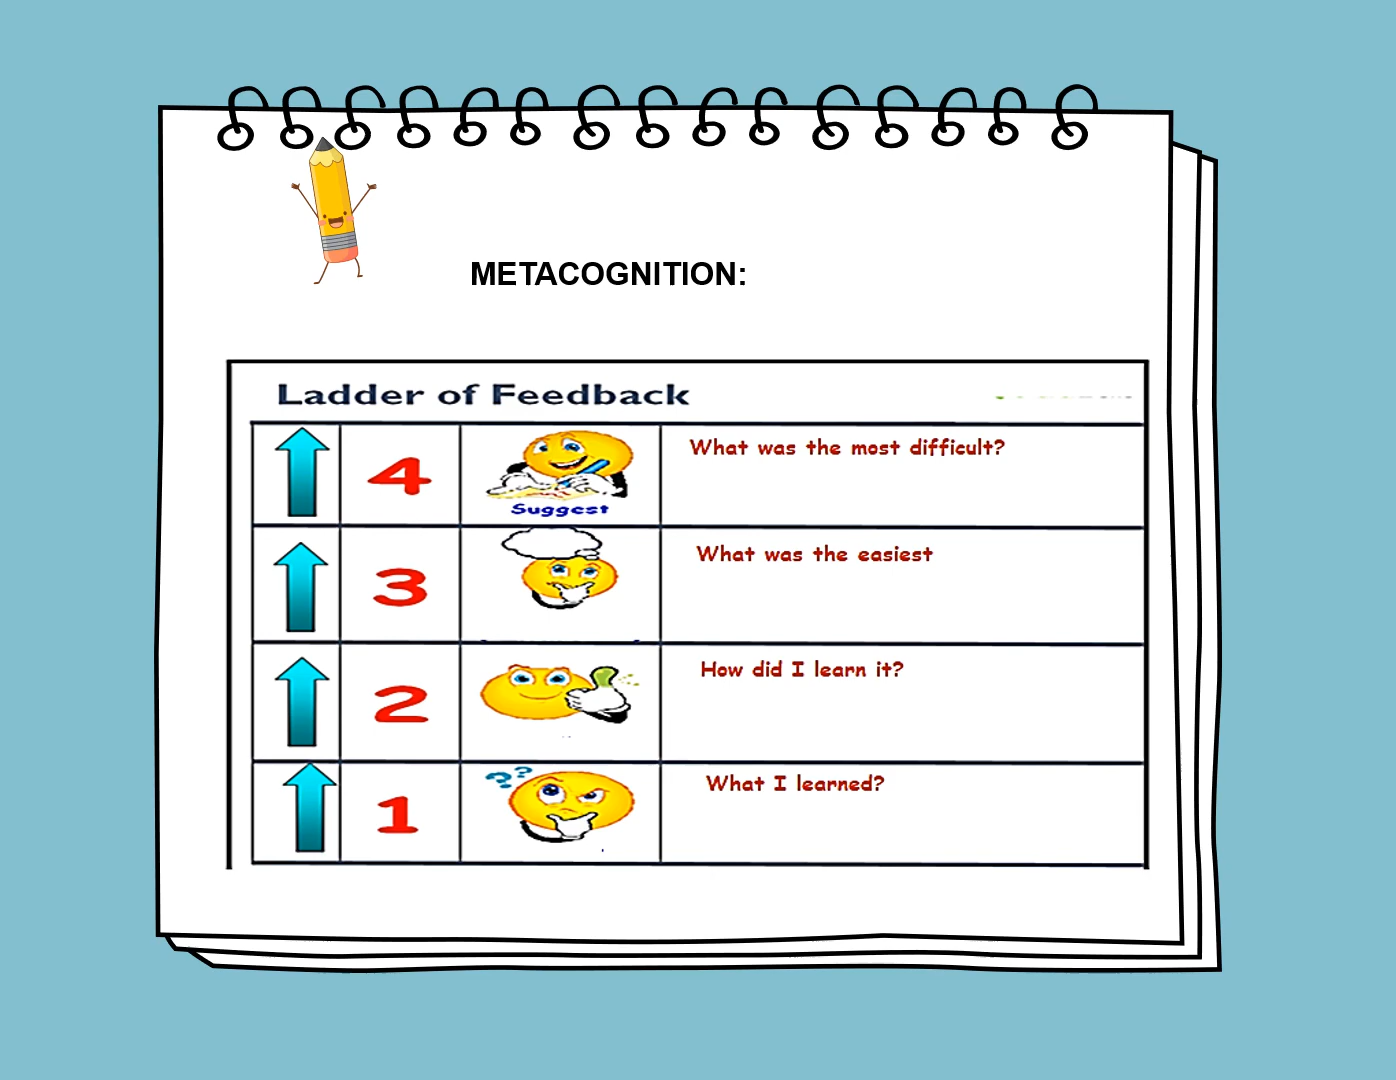 METACOGNITION:
Ladder of Feedback
4
Suggest
What was the most difficult?
3
What was the easiest
2
How did I learn it?
1
??
What I learned?